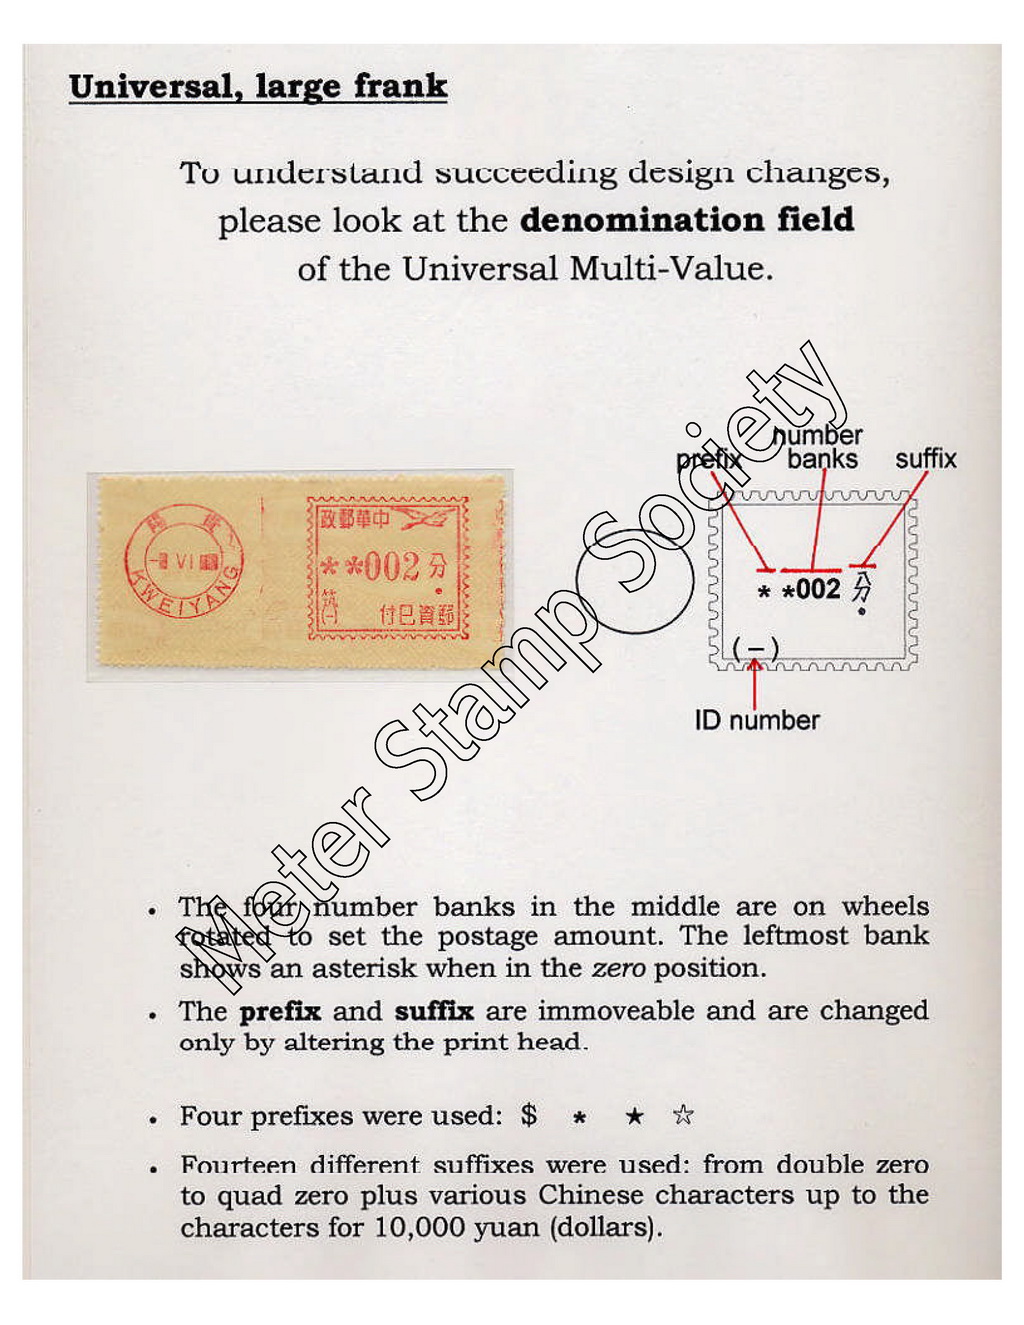 Universal, large frank
To understand succeeding design changes,
please look at the denomination field
of the Universal Multi-Value.
number
prefix banks suffix
政郵華中
**002分
付已資郵
KWEIYANG
VI
* *002 分
(–)
ID number
Meter Stamp Society
• The four number banks in the middle are on wheels
rotated to set the postage amount. The leftmost bank
shows an asterisk when in the zero position.
• The prefix and suffix are immoveable and are changed
only by altering the print head.
• Four prefixes were used: $ * ★ ☆
• Fourteen different suffixes were used: from double zero
to quad zero plus various Chinese characters up to the
characters for 10,000 yuan (dollars).